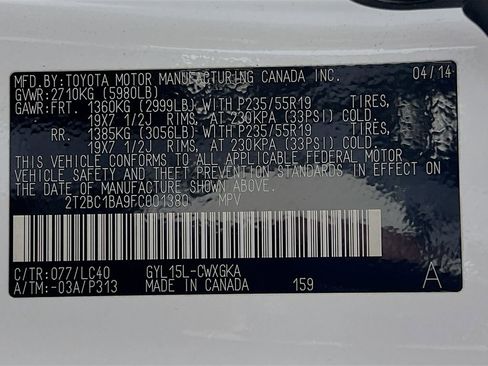 MFD. BY:TOYOTA MOTOR MANUFACTURING CANADA INC. 04/14
GVWR:2710KG (5980LB)
GAWR:FRT. 1360KG (2999LB)WITH P235/55R19 TIRES,
19X7 1/2J RIMS, AT 230KPA (33PSI) COLD.
RR. 1385KG (3056LB)WITH P235/55R19 TIRES,
19X7 1/2J RIMS, AT 230KPA (33PSI) COLD.
THIS VEHICLE CONFORMS TO ALL APPLICABLE FEDERAL MOTOR
VEHICLE SAFETY AND THEFT PREVENTION STANDARDS IN EFFECT ON
THE DATE OF MANUFACTURE SHOWN ABOVE.
2T2BC1BA9FC001380 MPV
C/TR:077/LC40 GYL15L-CWXGKA A
A/TM:-03A/P313 MADE IN CANADA 159